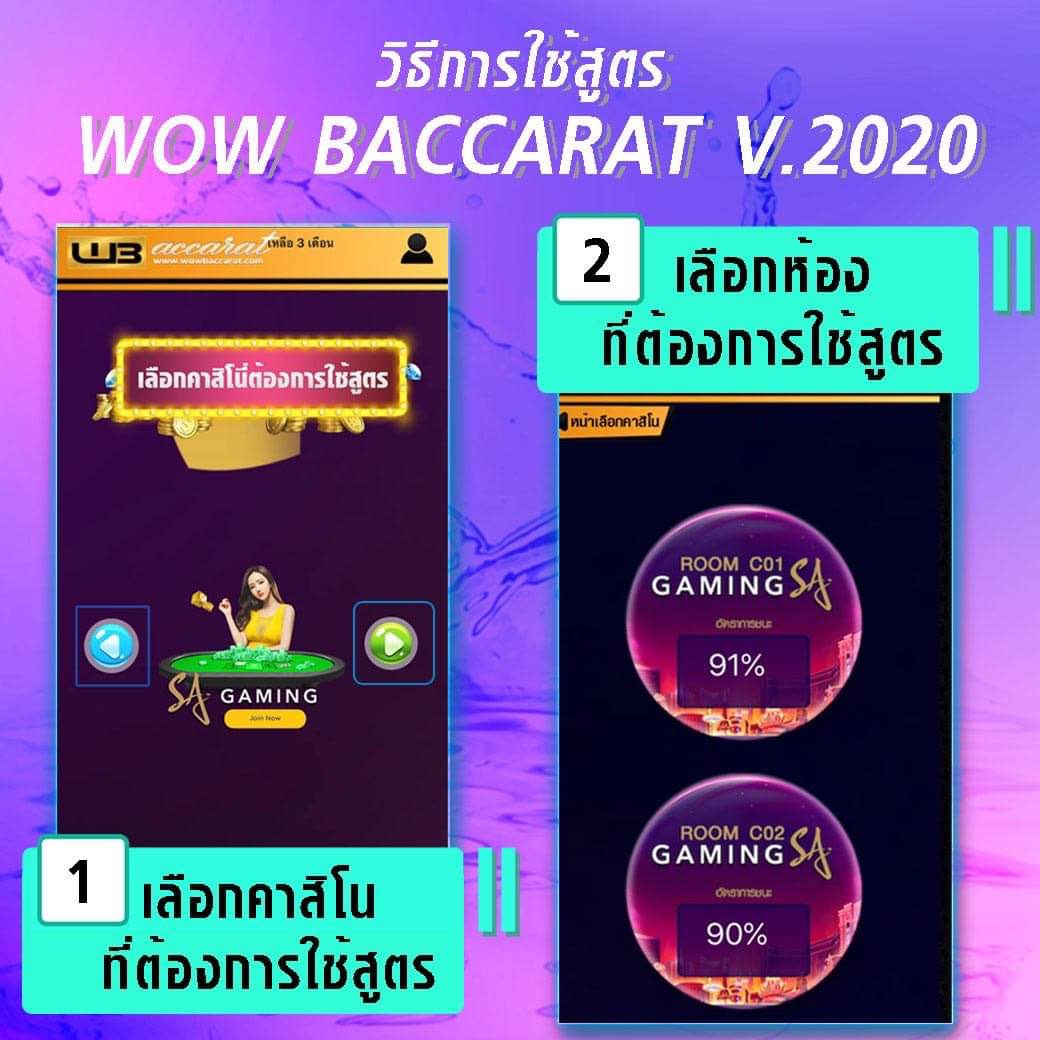 วิธีการใช้สูตร
WOW BACCARAT V.2020
WB accarat เหลือ 3 เดือน
www.wowbaccarat.com
เลือกคาสิโนี่ต้องการใช้สูตร
SA GAMING
Join Now
1
เลือกคาสิโน
ที่ต้องการใช้สูตร
2
เลือกห้อง
ที่ต้องการใช้สูตร
หน้าเลือกคาสิโน
ROOM C01
GAMING SA
อัตราการชนะ
91%
ROOM C02
GAMING SA
อัตราการชนะ
90%